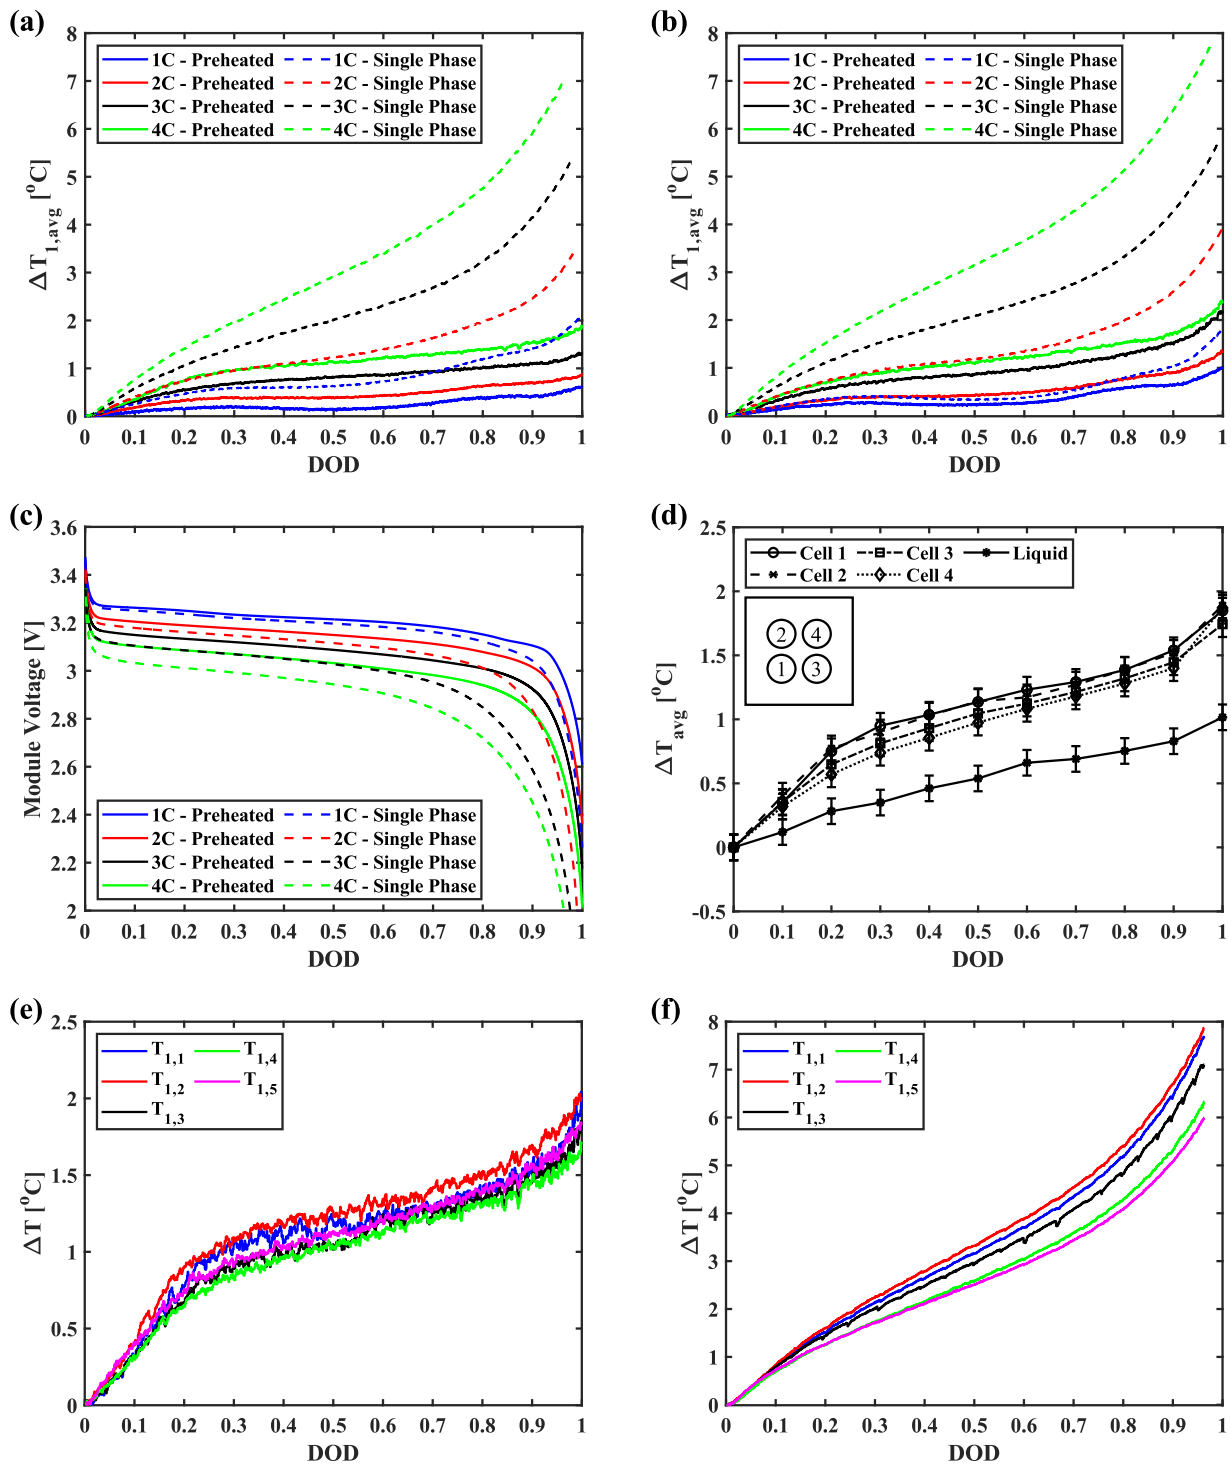 (a)
8
7
6
5
4
3
2
1
0
ΔT1,avg [oC]
1C - Preheated 1C - Single Phase
2C - Preheated 2C - Single Phase
3C - Preheated 3C - Single Phase
4C - Preheated 4C - Single Phase
0 0.1 0.2 0.3 0.4 0.5 0.6 0.7 0.8 0.9 1
DOD
(b)
8
7
6
5
4
3
2
1
0
ΔT1,avg [oC]
1C - Preheated 1C - Single Phase
2C - Preheated 2C - Single Phase
3C - Preheated 3C - Single Phase
4C - Preheated 4C - Single Phase
0 0.1 0.2 0.3 0.4 0.5 0.6 0.7 0.8 0.9 1
DOD
(c)
3.6
3.4
3.2
3
2.8
2.6
2.4
2.2
2
Module Voltage [V]
1C - Preheated 1C - Single Phase
2C - Preheated 2C - Single Phase
3C - Preheated 3C - Single Phase
4C - Preheated 4C - Single Phase
0 0.1 0.2 0.3 0.4 0.5 0.6 0.7 0.8 0.9 1
DOD
(d)
2.5
2
1.5
1
0.5
0
-0.5
ΔTavg [oC]
Cell 1 Cell 3 Liquid
Cell 2 Cell 4
2 4
1 3
0 0.1 0.2 0.3 0.4 0.5 0.6 0.7 0.8 0.9 1
DOD
(e)
2.5
2
1.5
1
0.5
0
ΔT [oC]
T1,1 T1,4
T1,2 T1,5
T1,3
0 0.1 0.2 0.3 0.4 0.5 0.6 0.7 0.8 0.9 1
DOD
(f)
8
7
6
5
4
3
2
1
0
ΔT [oC]
T1,1 T1,4
T1,2 T1,5
T1,3
0 0.1 0.2 0.3 0.4 0.5 0.6 0.7 0.8 0.9 1
DOD